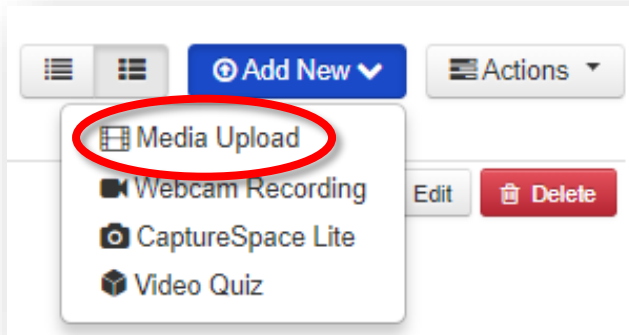 Add New
Actions
Media Upload
Webcam Recording
Edit
Delete
CaptureSpace Lite
Video Quiz